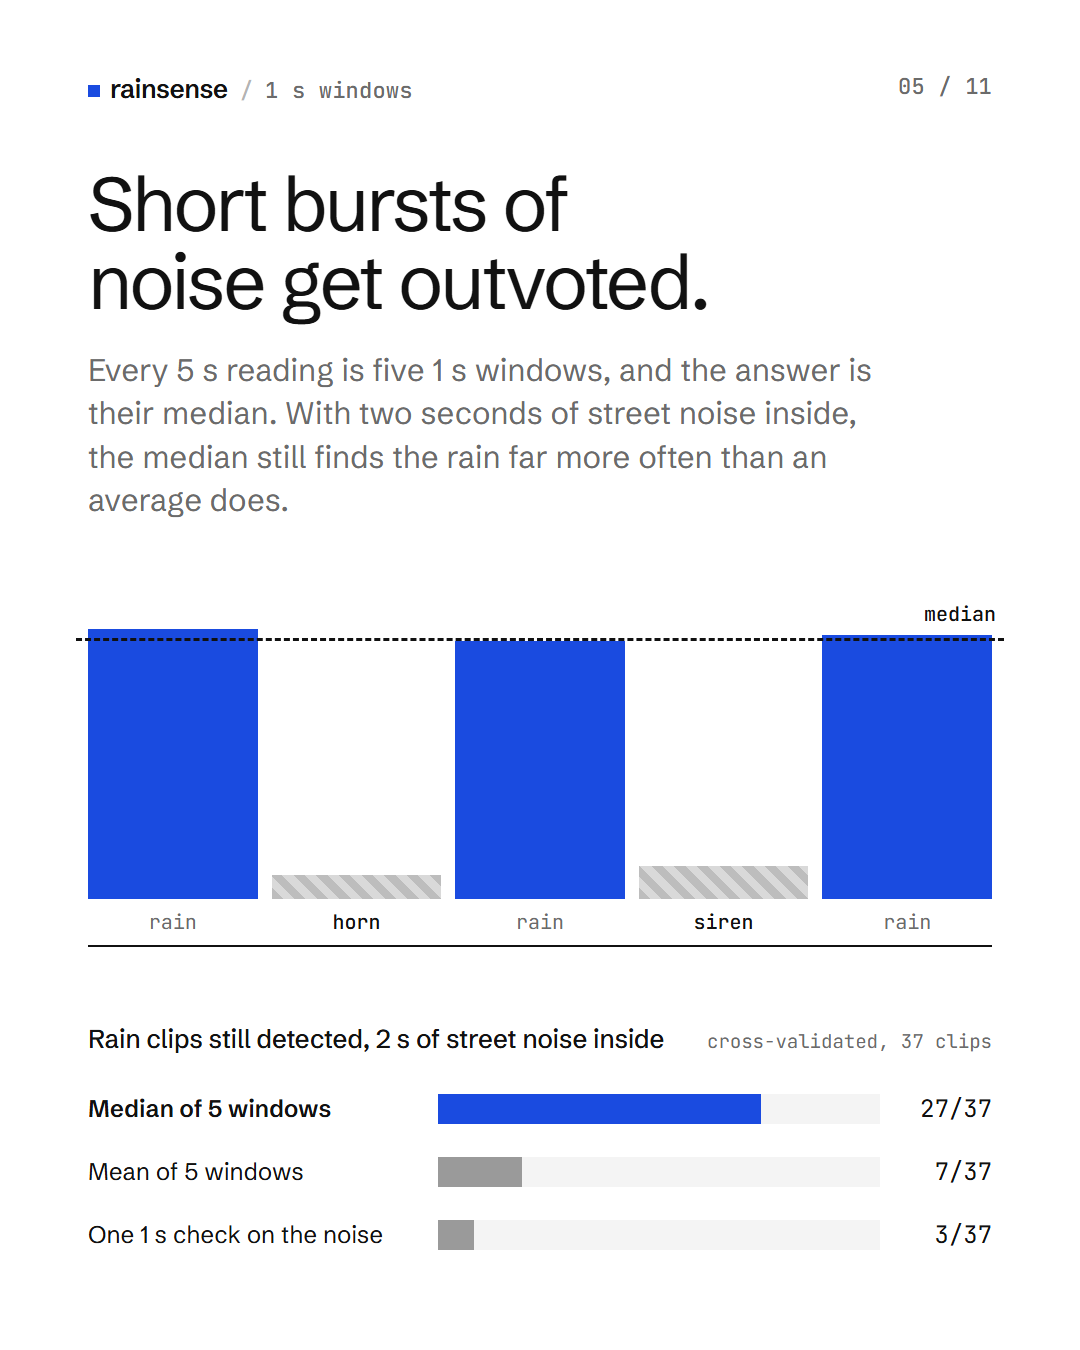 rainsense / 1 s windows
05 / 11
Short bursts of
noise get outvoted.
Every 5 s reading is five 1 s windows, and the answer is
their median. With two seconds of street noise inside,
the median still finds the rain far more often than an
average does.
median
rain
horn
rain
siren
rain
Rain clips still detected, 2 s of street noise inside
cross-validated, 37 clips
Median of 5 windows
27/37
Mean of 5 windows
7/37
One 1 s check on the noise
3/37